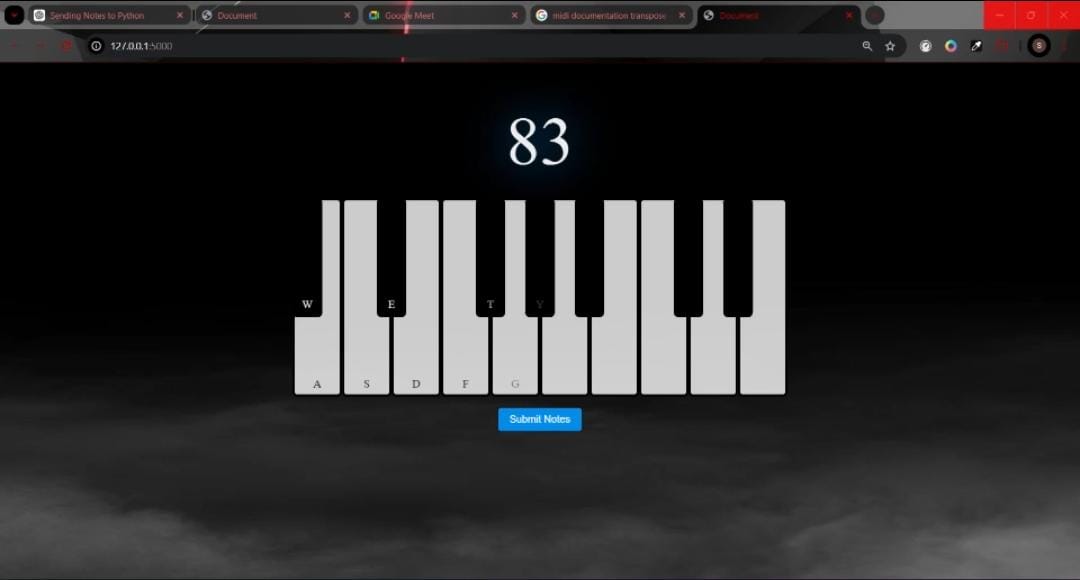 Sending Notes to Python
Document
Google Meet
midi documentation transpose
Document
127.0.0.1:5000
S
83
W E T Y
A S D F G
Submit Notes